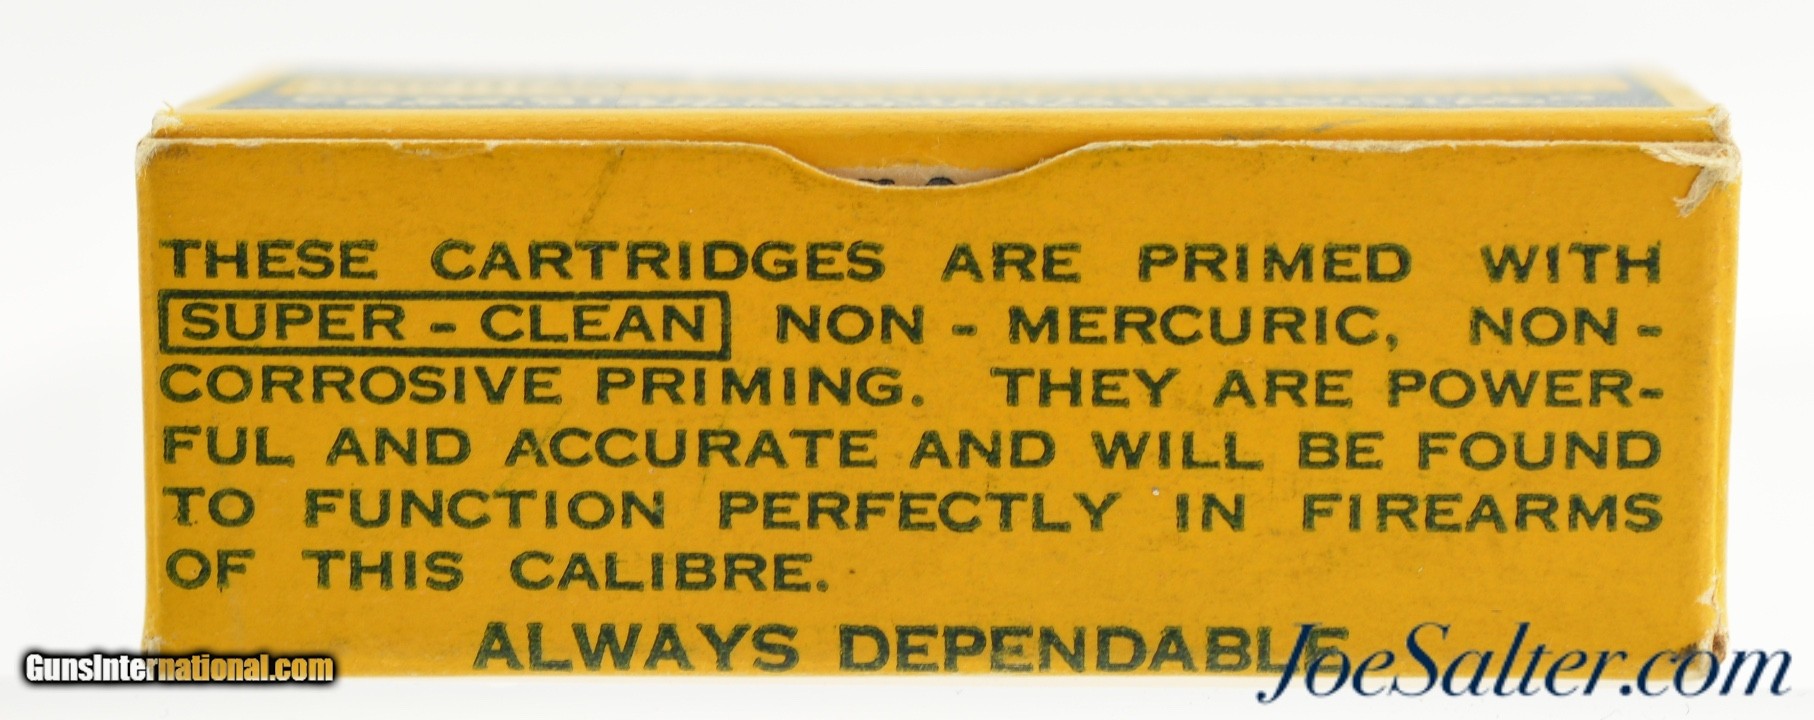 THESE CARTRIDGES ARE PRIMED WITH
SUPER - CLEAN NON - MERCURIC, NON -
CORROSIVE PRIMING. THEY ARE POWER-
FUL AND ACCURATE AND WILL BE FOUND
TO FUNCTION PERFECTLY IN FIREARMS
OF THIS CALIBRE.
ALWAYS DEPENDABLE
GunsInternational.com
JoeSalter.com